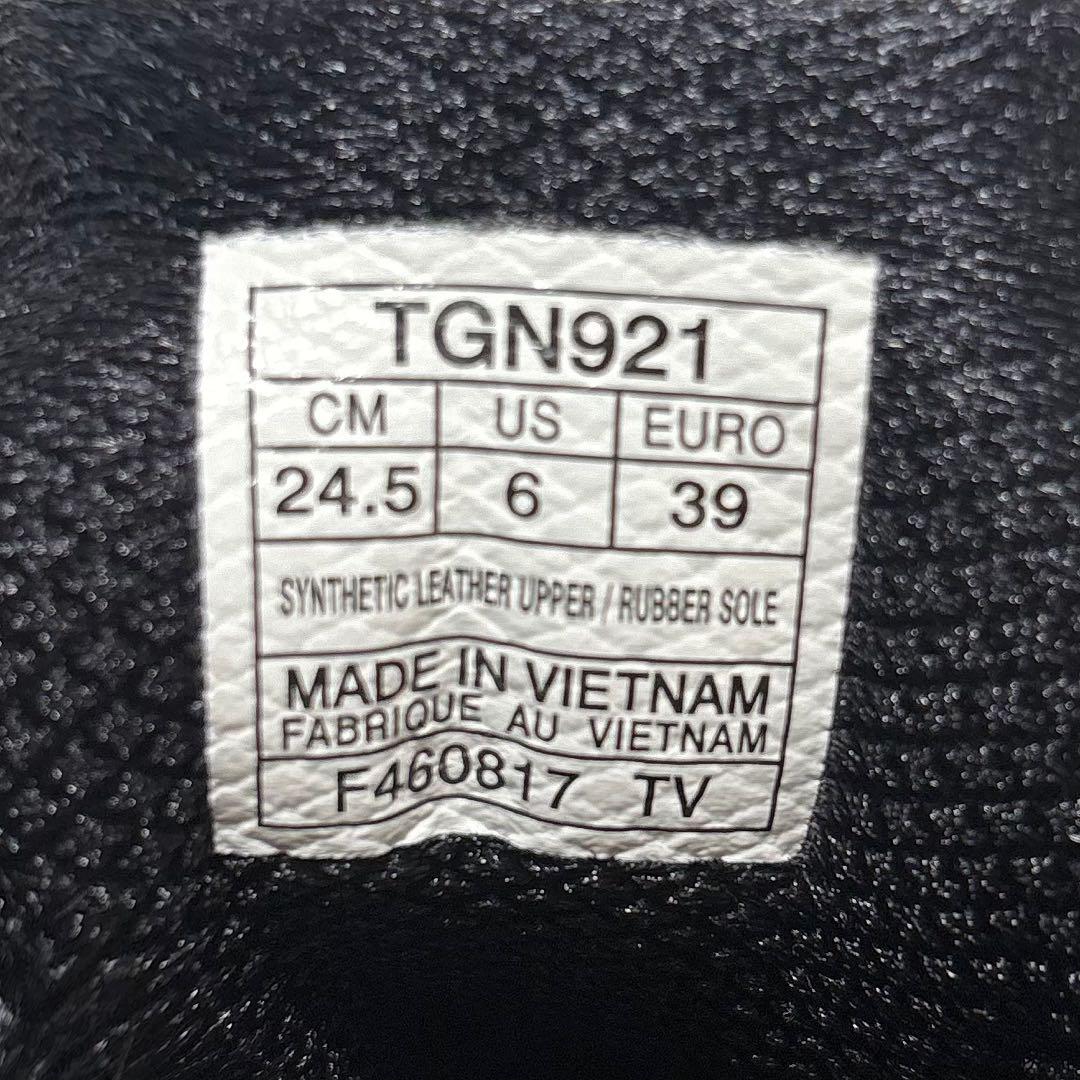 TGN921
CM US EURO
24.5 6 39
SYNTHETIC LEATHER UPPER / RUBBER SOLE
MADE IN VIETNAM
FABRIQUE AU VIETNAM
F460817 TV